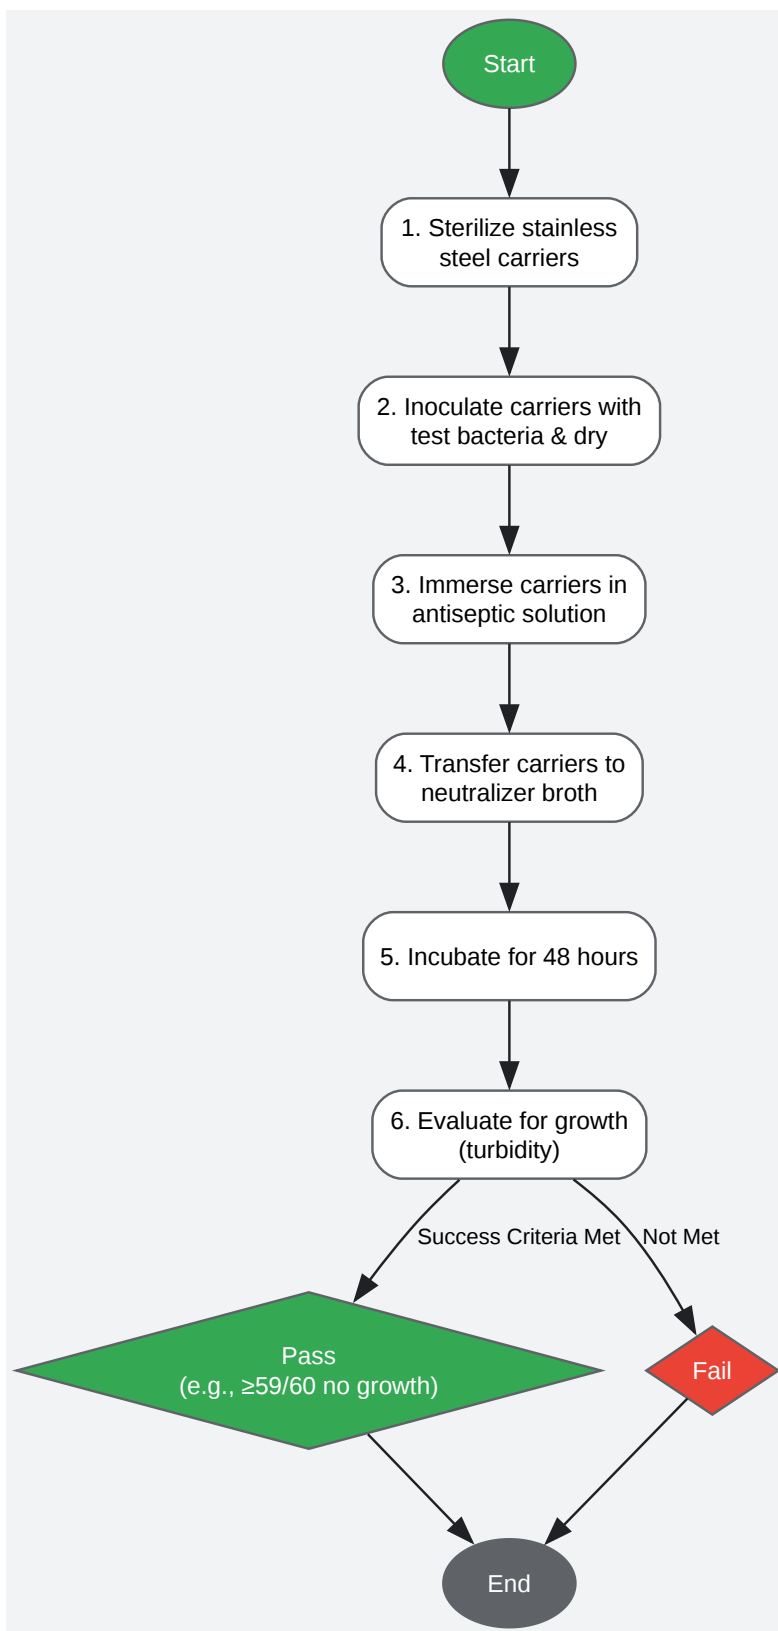 Start
1. Sterilize stainless
steel carriers
2. Inoculate carriers with
test bacteria & dry
3. Immerse carriers in
antiseptic solution
4. Transfer carriers to
neutralizer broth
5. Incubate for 48 hours
6. Evaluate for growth
(turbidity)
Success Criteria Met
Not Met
Pass
(e.g., ≥59/60 no growth)
Fail
End